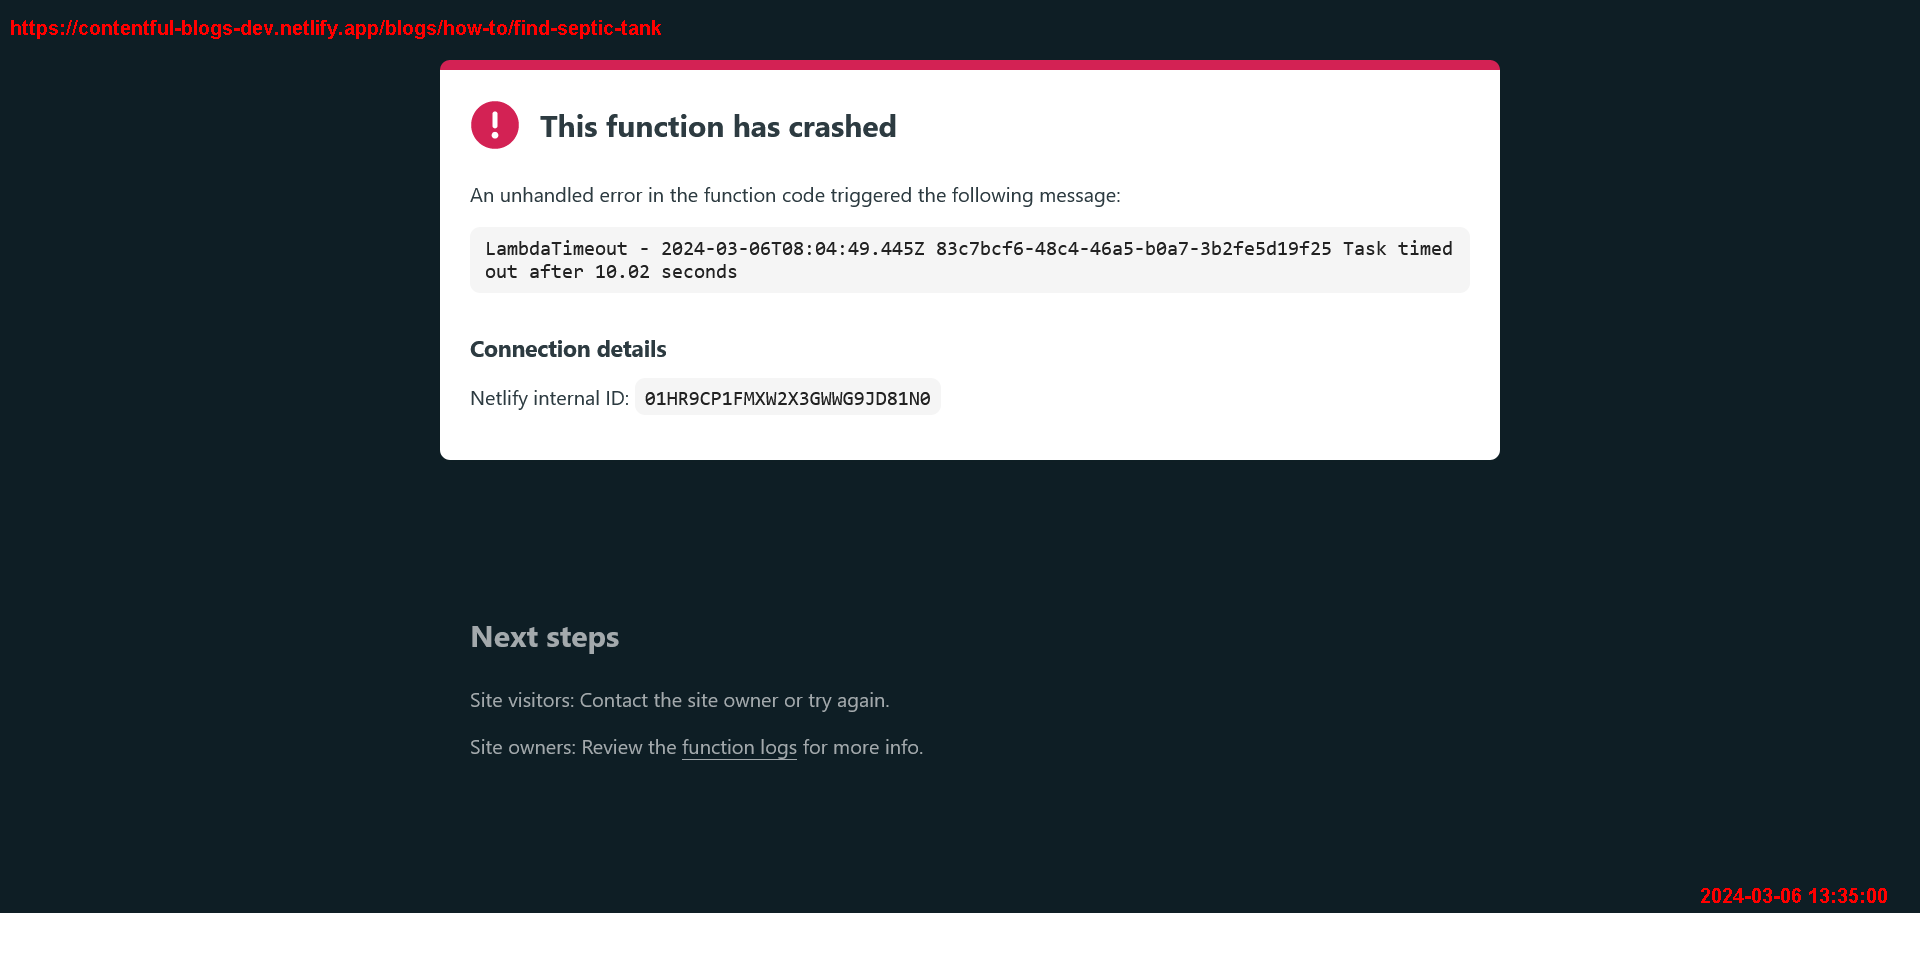 https://contentful-blogs-dev.netlify.app/blogs/how-to/find-septic-tank
This function has crashed
An unhandled error in the function code triggered the following message:
LambdaTimeout - 2024-03-06T08:04:49.445Z 83c7bcf6-48c4-46a5-b0a7-3b2fe5d19f25 Task timed
out after 10.02 seconds
Connection details
Netlify internal ID: 01HR9CP1FMXW2X3GWWG9JD81N0
Next steps
Site visitors: Contact the site owner or try again.
Site owners: Review the function logs for more info.
2024-03-06 13:35:00